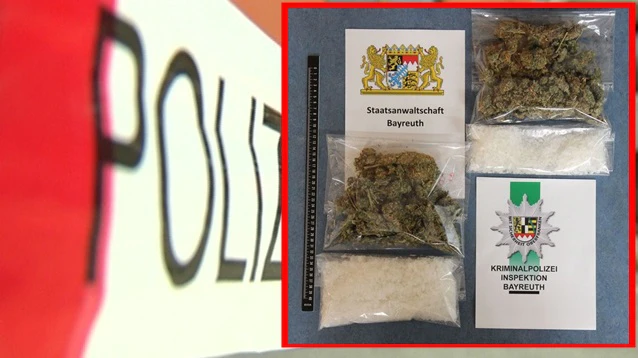 POLIZ
Staatsanwaltschaft
Bayreuth
KRIMINALPOLIZEI
INSPEKTION
BAYREUTH